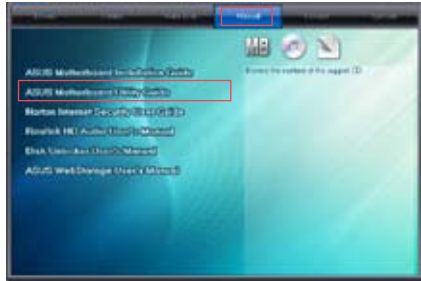 Manual
ASUS Motherboard Installation Guide
ASUS Motherboard Utility Guide
Norton Internet Security User Guide
Realtek HD Audio User's Manual
Disk Unlocker User's Manual
ASUS WebStorage User's Manual
Browse the content of the support CD.